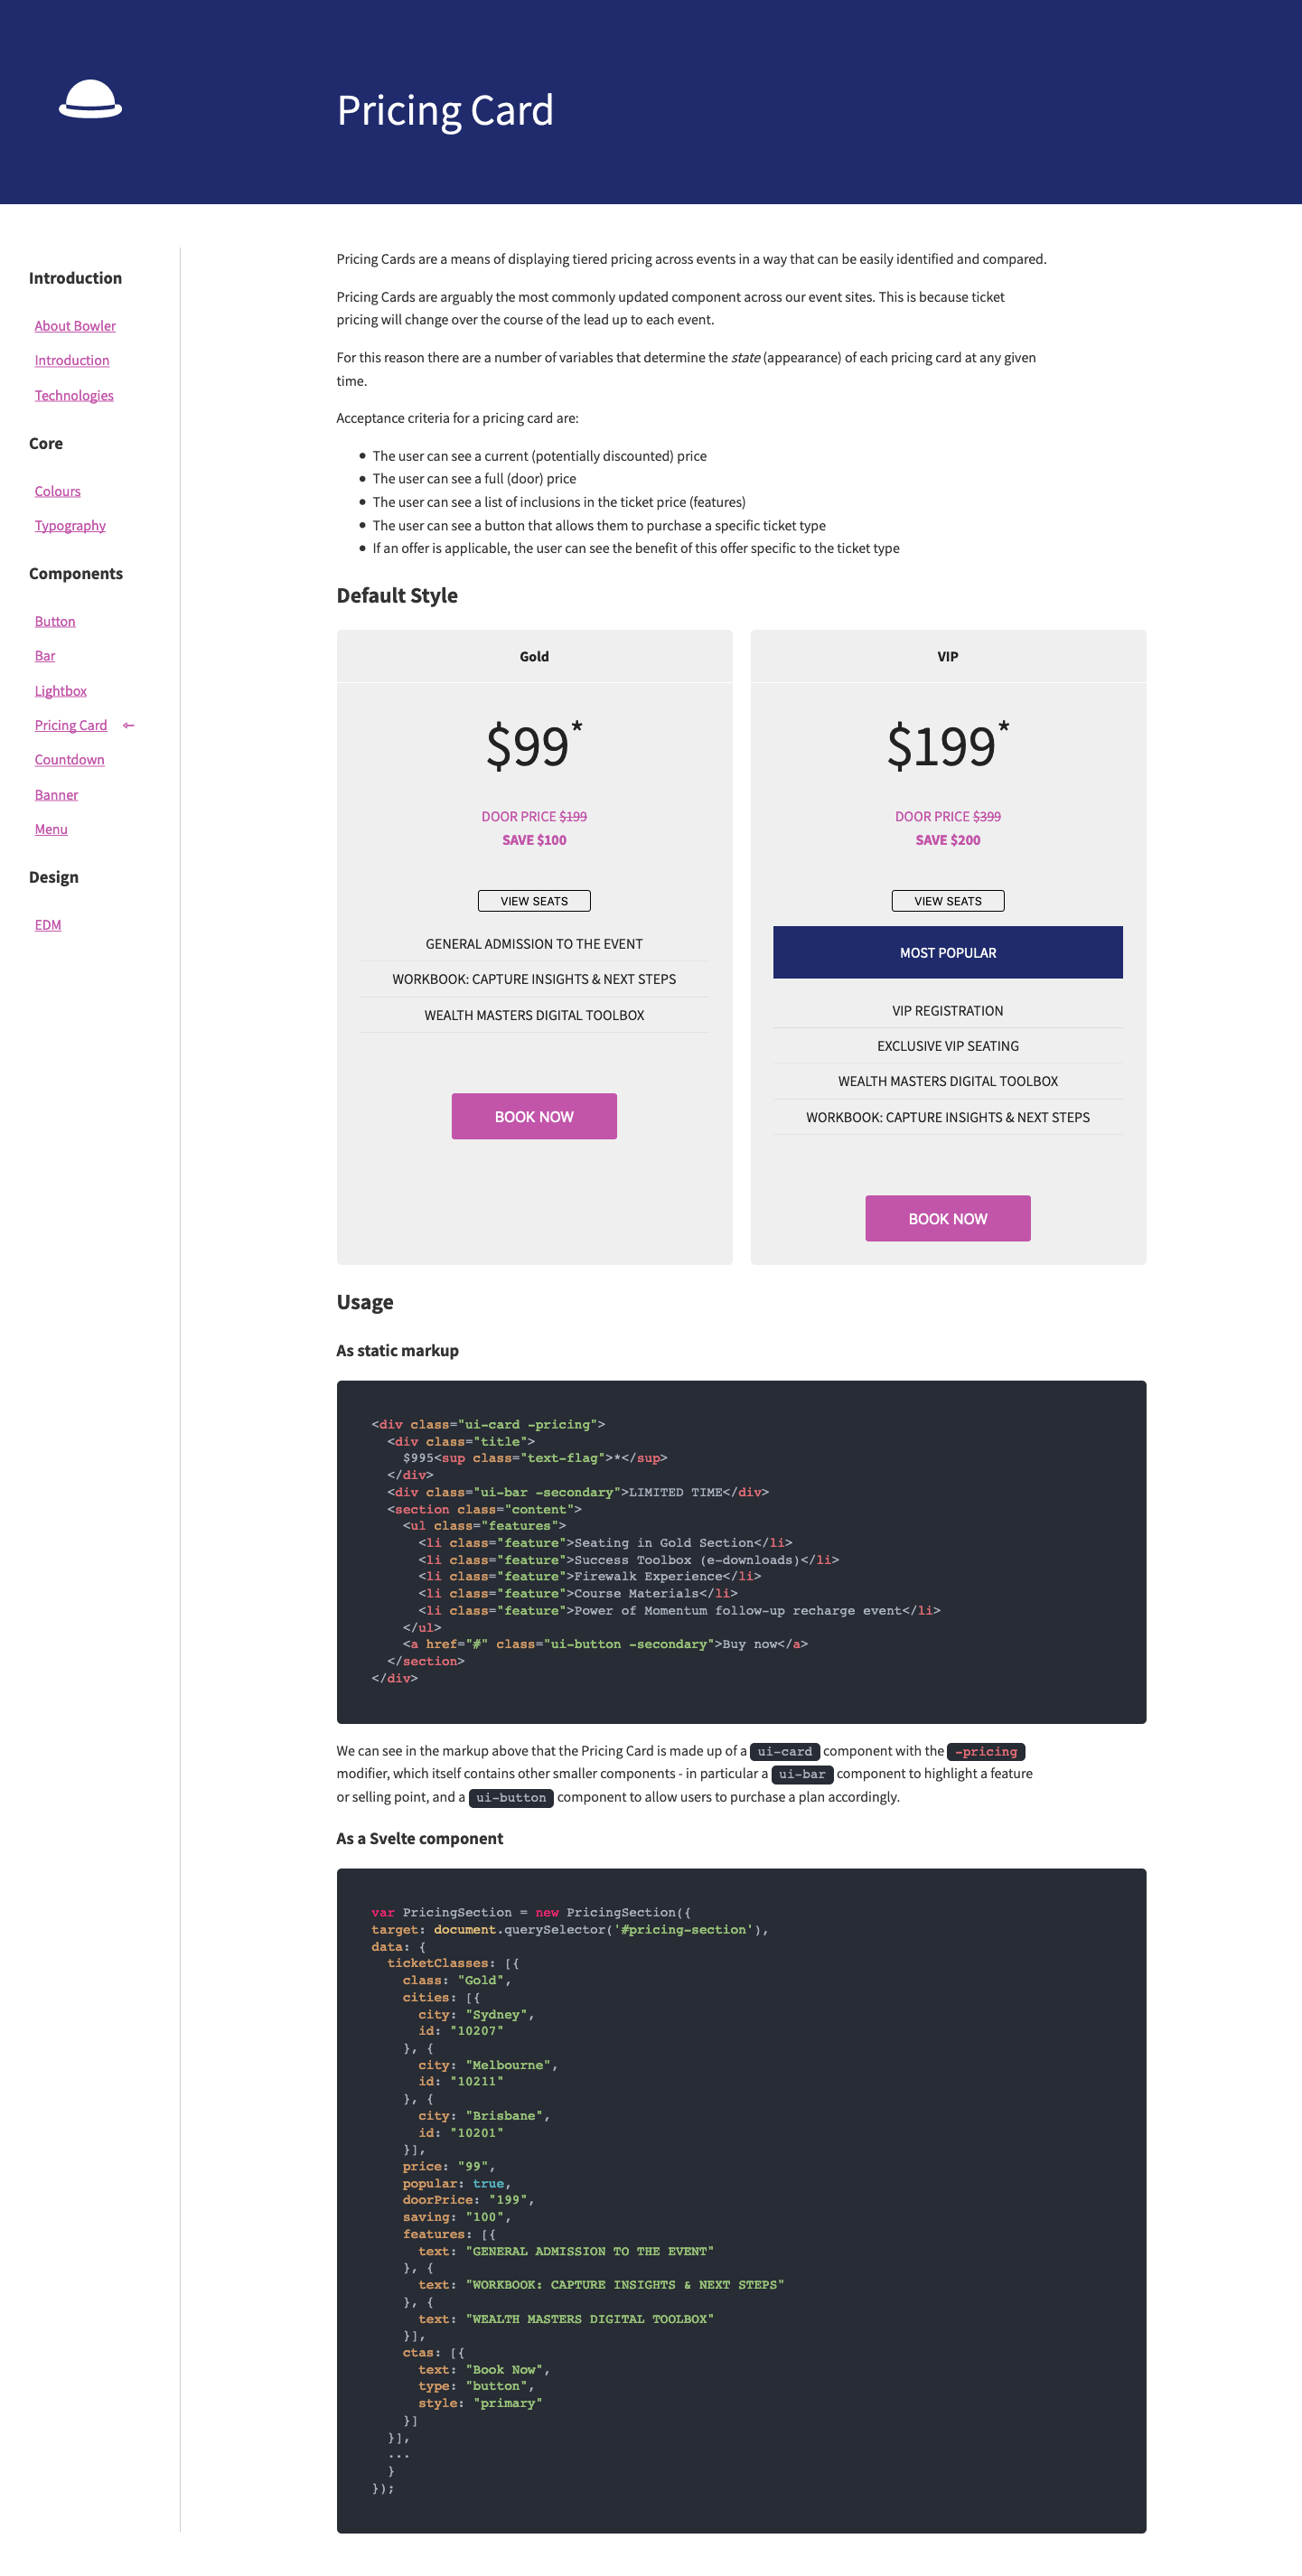 Pricing Card
Introduction
About Bowler
Introduction
Technologies
Core
Colours
Typography
Components
Button
Bar
Lightbox
Pricing Card
Countdown
Banner
Menu
Design
EDM
Pricing Cards are a means of displaying tiered pricing across events in a way that can be easily identified and compared.
Pricing Cards are arguably the most commonly updated component across our event sites. This is because ticket
pricing will change over the course of the lead up to each event.
For this reason there are a number of variables that determine the state (appearance) of each pricing card at any given
time.
Acceptance criteria for a pricing card are:
• The user can see a current (potentially discounted) price
• The user can see a full (door) price
• The user can see a list of inclusions in the ticket price (features)
• The user can see a button that allows them to purchase a specific ticket type
• If an offer is applicable, the user can see the benefit of this offer specific to the ticket type
Default Style
Gold
$99*
DOOR PRICE $199
SAVE $100
VIEW SEATS
GENERAL ADMISSION TO THE EVENT
WORKBOOK: CAPTURE INSIGHTS & NEXT STEPS
WEALTH MASTERS DIGITAL TOOLBOX
BOOK NOW
VIP
$199*
DOOR PRICE $399
SAVE $200
VIEW SEATS
MOST POPULAR
VIP REGISTRATION
EXCLUSIVE VIP SEATING
WEALTH MASTERS DIGITAL TOOLBOX
WORKBOOK: CAPTURE INSIGHTS & NEXT STEPS
BOOK NOW
Usage
As static markup
<div class="ui-card -pricing">
  <div class="title">
    $995<sup class="text-flag">*</sup>
  </div>
  <div class="ui-bar -secondary">LIMITED TIME</div>
  <section class="content">
    <ul class="features">
      <li class="feature">Seating in Gold Section</li>
      <li class="feature">Success Toolbox (e-downloads)</li>
      <li class="feature">Firewalk Experience</li>
      <li class="feature">Course Materials</li>
      <li class="feature">Power of Momentum follow-up recharge event</li>
    </ul>
    <a href="#" class="ui-button -secondary">Buy now</a>
  </section>
</div>
We can see in the markup above that the Pricing Card is made up of a ui-card component with the -pricing
modifier, which itself contains other smaller components - in particular a ui-bar component to highlight a feature
or selling point, and a ui-button component to allow users to purchase a plan accordingly.
As a Svelte component
var PricingSection = new PricingSection({
target: document.querySelector('#pricing-section'),
data: {
  ticketClasses: [{
    class: "Gold",
    cities: [{
      city: "Sydney",
      id: "10207"
    }, {
      city: "Melbourne",
      id: "10211"
    }, {
      city: "Brisbane",
      id: "10201"
    }],
    price: "99",
    popular: true,
    doorPrice: "199",
    saving: "100",
    features: [{
      text: "GENERAL ADMISSION TO THE EVENT"
    }, {
      text: "WORKBOOK: CAPTURE INSIGHTS & NEXT STEPS"
    }, {
      text: "WEALTH MASTERS DIGITAL TOOLBOX"
    }],
    ctas: [{
      text: "Book Now",
      type: "button",
      style: "primary"
    }]
  }],
  ...
  }
});